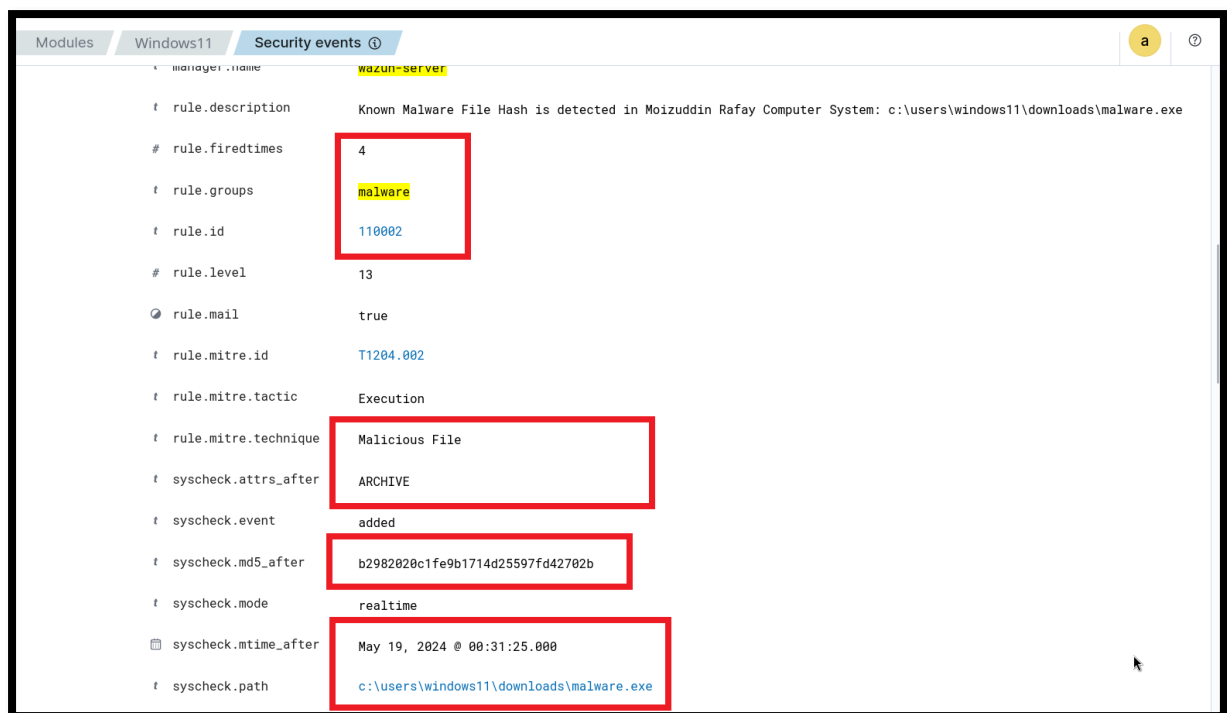 Modules Windows11 Security events
a
manager.name wazuh-server
rule.description Known Malware File Hash is detected in Moizuddin Rafay Computer System: c:\users\windows11\downloads\malware.exe
# rule.firedtimes 4
t rule.groups malware
t rule.id 110002
# rule.level 13
rule.mail true
t rule.mitre.id T1204.002
t rule.mitre.tactic Execution
t rule.mitre.technique Malicious File
t syscheck.attrs_after ARCHIVE
t syscheck.event added
t syscheck.md5_after b2982020c1fe9b1714d25597fd42702b
t syscheck.mode realtime
syscheck.mtime_after May 19, 2024 @ 00:31:25.000
t syscheck.path c:\users\windows11\downloads\malware.exe